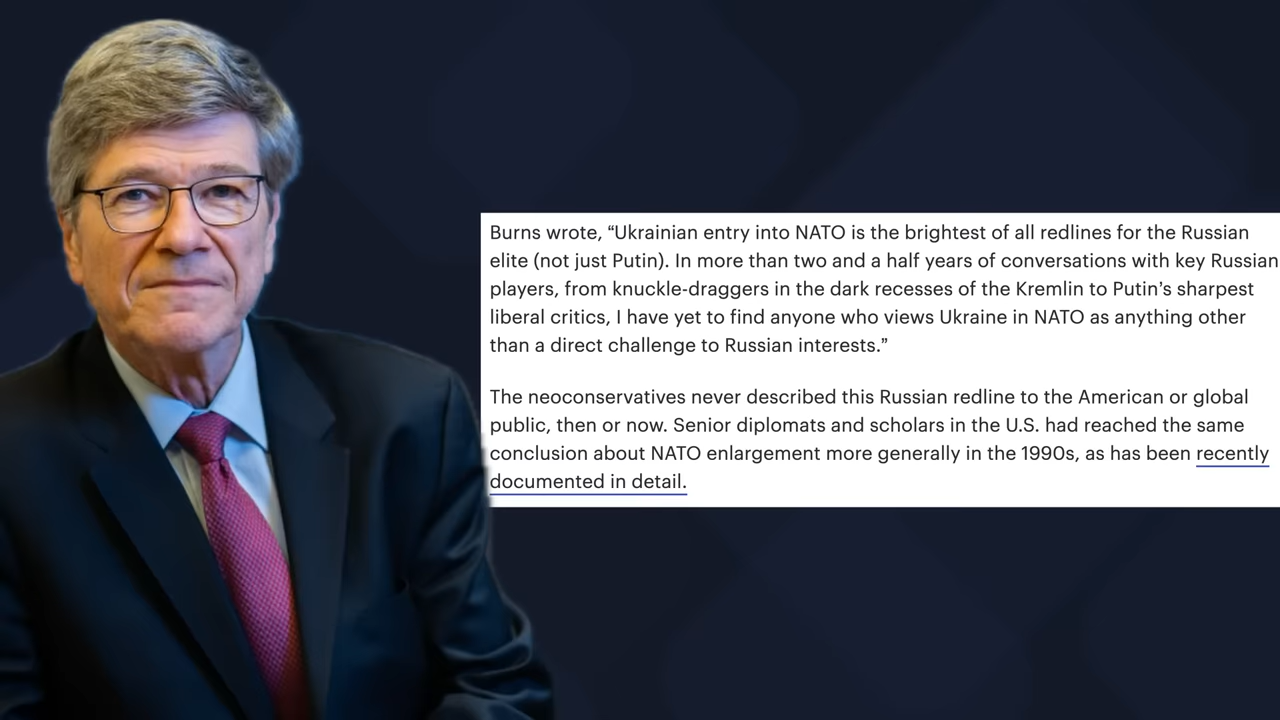 Burns wrote, “Ukrainian entry into NATO is the brightest of all redlines for the Russian
elite (not just Putin). In more than two and a half years of conversations with key Russian
players, from knuckle-draggers in the dark recesses of the Kremlin to Putin’s sharpest
liberal critics, I have yet to find anyone who views Ukraine in NATO as anything other
than a direct challenge to Russian interests.”
The neoconservatives never described this Russian redline to the American or global
public, then or now. Senior diplomats and scholars in the U.S. had reached the same
conclusion about NATO enlargement more generally in the 1990s, as has been recently
documented in detail.